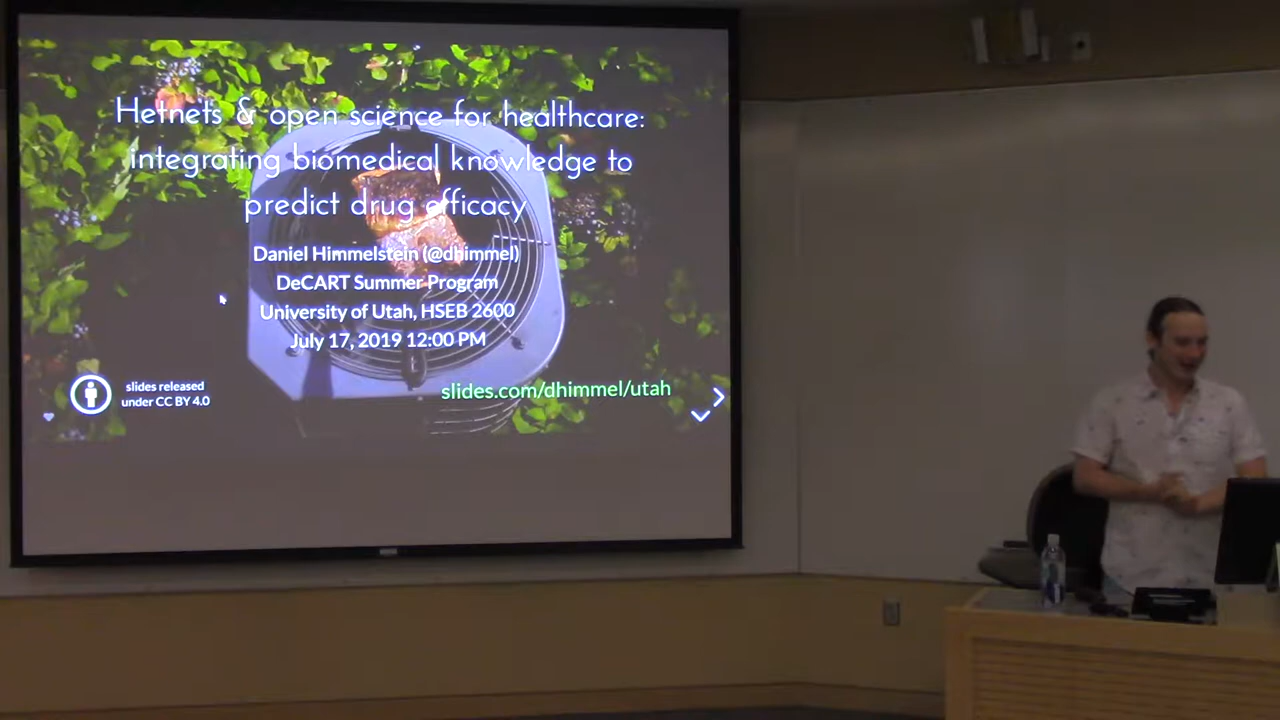 Hetnets & open science for healthcare:
integrating biomedical knowledge to
predict drug efficacy
Daniel Himmelstein (@dhimmel)
DeCART Summer Program
University of Utah, HSEB 2600
July 17, 2019 12:00 PM
slides released
under CC BY 4.0
slides.com/dhimmel/utah